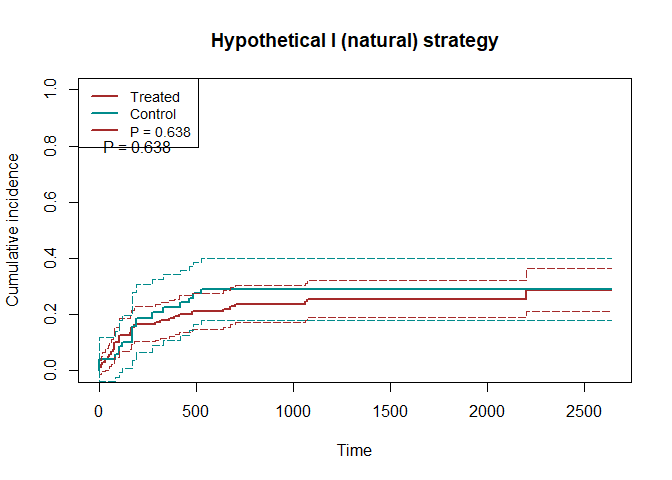 Hypothetical I (natural) strategy
Treated
Control
P = 0.638
P = 0.638
Cumulative incidence
1.0
0.8
0.6
0.4
0.2
0.0
0 500 1000 1500 2000 2500
Time